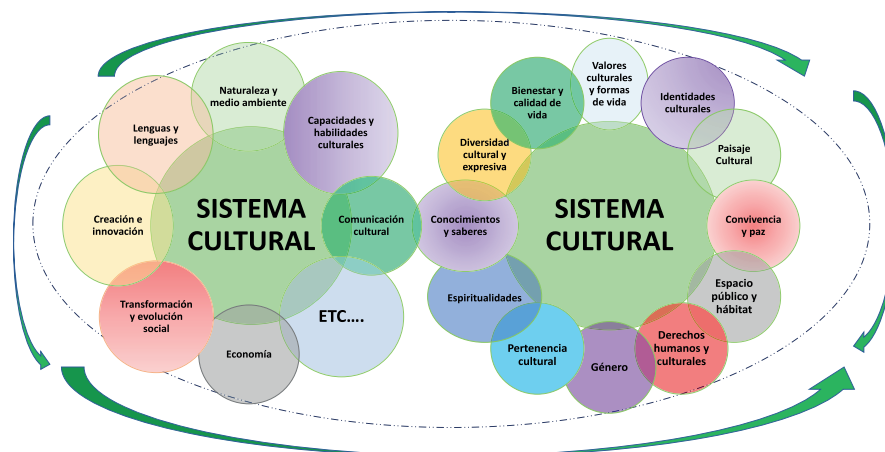 Naturaleza y
medio ambiente
Lenguas y
lenguajes
Capacidades y
habilidades
culturales
Creación e
innovación
SISTEMA
CULTURAL
Comunicación
cultural
Transformación
y evolución
social
Economía
ETC....
Bienestar y
calidad de
vida
Valores
culturales
y formas
de vida
Identidades
culturales
Diversidad
cultural y
expresiva
Paisaje
Cultural
Conocimientos
y saberes
SISTEMA
CULTURAL
Convivencia
y paz
Espiritualidades
Espacio
público y
hábitat
Pertenencia
cultural
Género
Derechos
humanos y
culturales